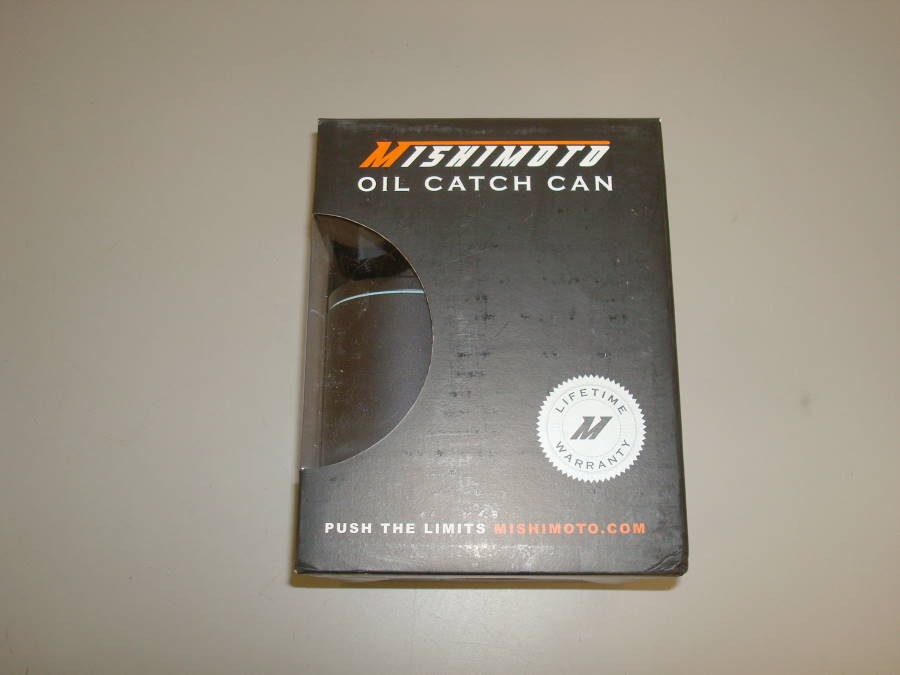 MISHIMOTO
OIL CATCH CAN
LIFETIME
M
WARRANTY
PUSH THE LIMITS MISHIMOTO.COM